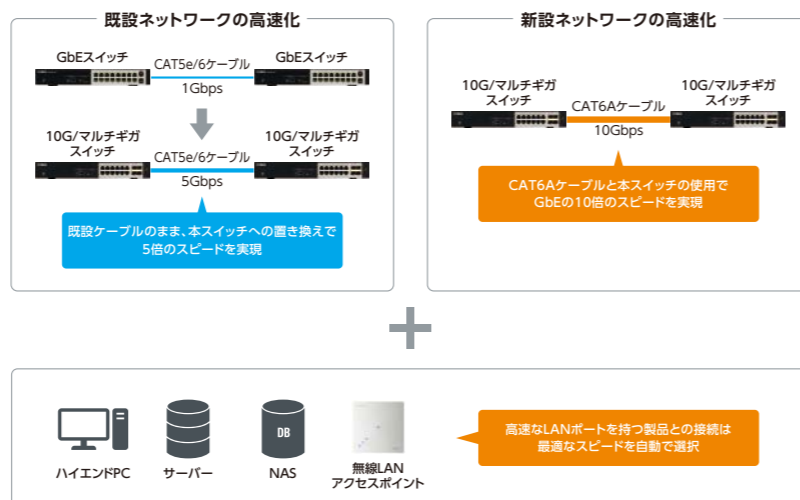 既設ネットワークの高速化
GbEスイッチ
CAT5e/6ケーブル
1Gbps
GbEスイッチ
10G/マルチギガ
スイッチ
CAT5e/6ケーブル
5Gbps
10G/マルチギガ
スイッチ
既設ケーブルのまま、本スイッチへの置き換えで
5倍のスピードを実現
新設ネットワークの高速化
10G/マルチギガ
スイッチ
CAT6Aケーブル
10Gbps
10G/マルチギガ
スイッチ
CAT6Aケーブルと本スイッチの使用で
GbEの10倍のスピードを実現
ハイエンドPC
サーバー
DB
NAS
無線LAN
アクセスポイント
高速なLANポートを持つ製品との接続は
最適なスピードを自動で選択